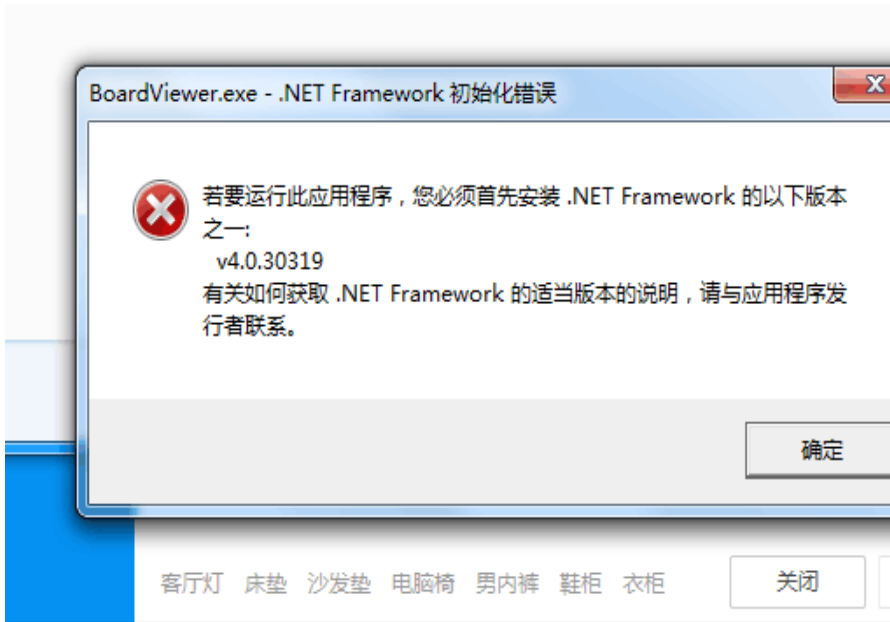 BoardViewer.exe - .NET Framework 初始化错误
若要运行此应用程序，您必须首先安装 .NET Framework 的以下版本
之一:
v4.0.30319
有关如何获取 .NET Framework 的适当版本的说明，请与应用程序发
行者联系。
确定
客厅灯 床垫 沙发垫 电脑椅 男内裤 鞋柜 衣柜 关闭